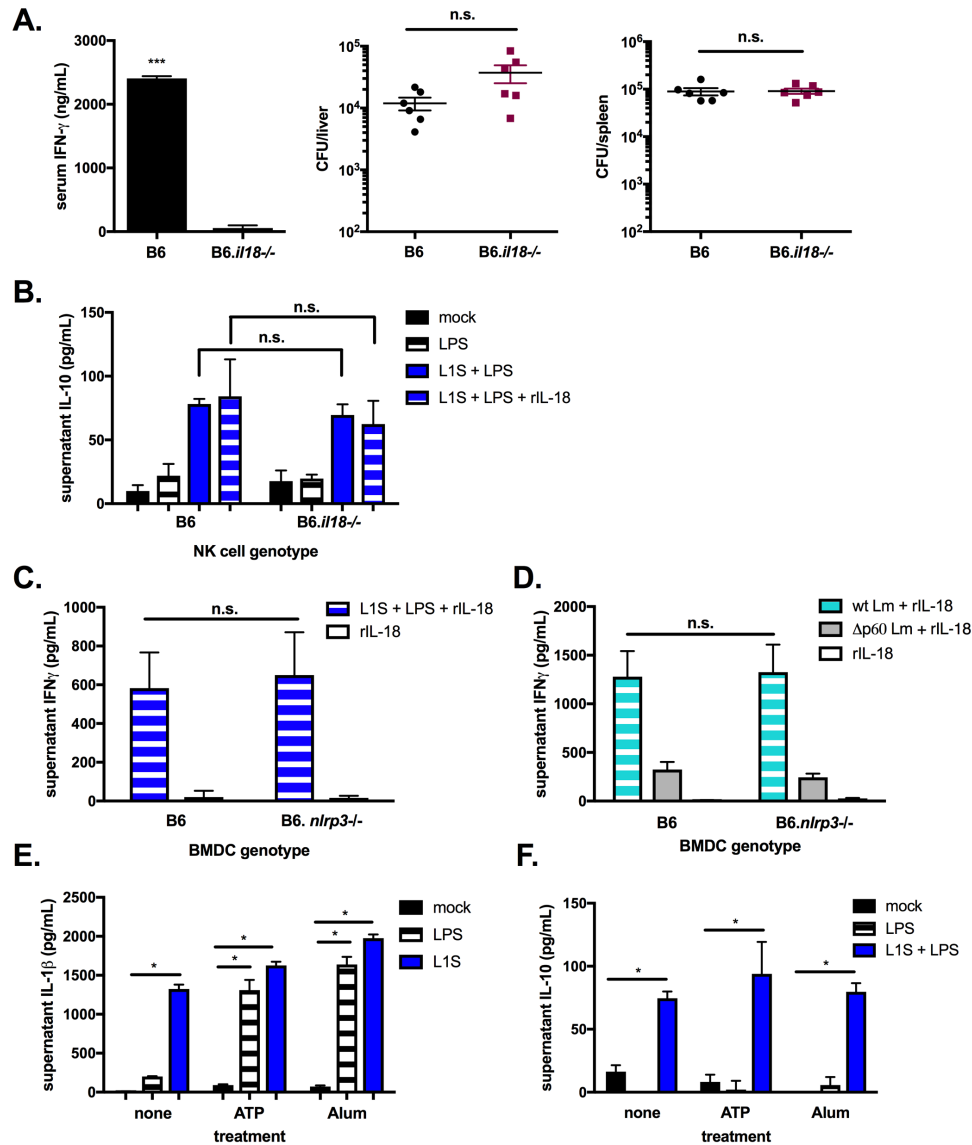 A.
serum IFN-γ (ng/mL)
3000
2000
1000
0
***
B6
B6.il18-/-
n.s.
CFU/liver
10^5
10^4
10^3
10^2
B6
B6.il18-/-
n.s.
CFU/spleen
10^6
10^5
10^4
10^3
10^2
B6
B6.il18-/-
B.
supernatant IL-10 (pg/mL)
150
100
50
0
n.s.
n.s.
mock
LPS
L1S + LPS
L1S + LPS + rIL-18
B6
B6.il18-/-
NK cell genotype
C.
supernatant IFNγ (pg/mL)
1000
800
600
400
200
0
n.s.
L1S + LPS + rIL-18
rIL-18
B6
B6. nlrp3-/-
BMDC genotype
D.
supernatant IFNγ (pg/mL)
2000
1500
1000
500
0
n.s.
wt Lm + rIL-18
Δp60 Lm + rIL-18
rIL-18
B6
B6.nlrp3-/-
BMDC genotype
E.
supernatant IL-1β (pg/mL)
2500
2000
1500
1000
500
0
*
*
*
*
*
mock
LPS
L1S
none
ATP
Alum
treatment
F.
supernatant IL-10 (pg/mL)
150
100
50
0
*
*
*
mock
LPS
L1S + LPS
none
ATP
Alum
treatment